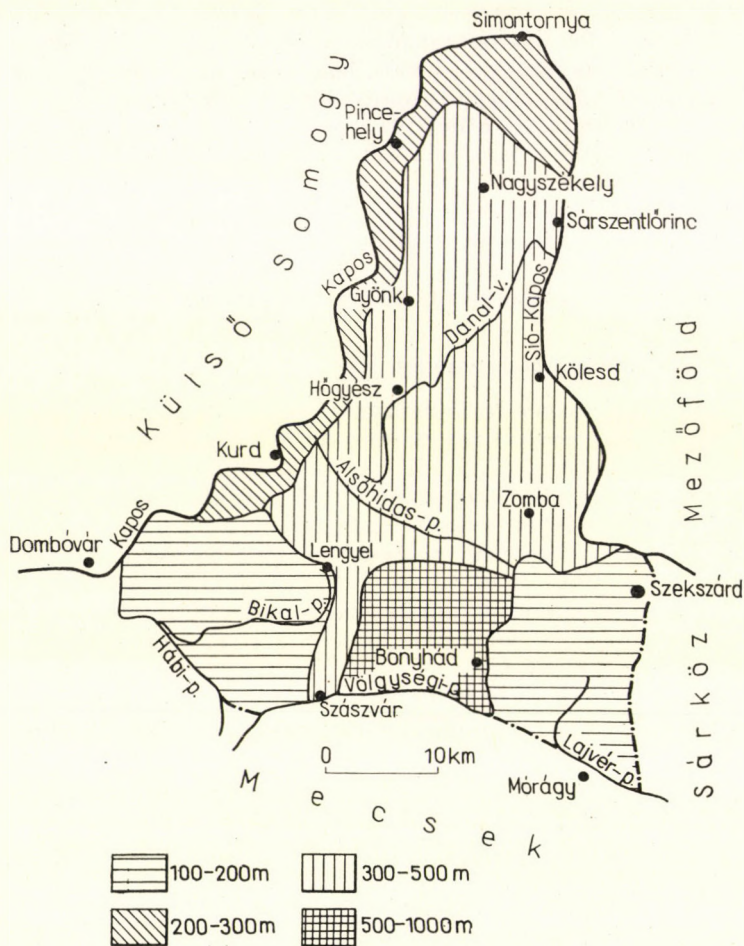 Simontornya
Külső Somogy
Pince-
hely
Nagyszékely
Sárszentlőrinc
Kapos
Gyönk
Danal-v.
Sió-Kapos
Kölesd
Hőgyész
Mezőföld
Kurd
Alsóhidas-p.
Zomba
Kapos
Dombóvár
Lengyel
Szekszárd
Bikal-p.
Hábi-p.
Bonyhád
Völgységi-p.
Szászvár
Sárköz
Lajvér-p.
0 10km
Mórágy
Mecsek
100-200m 300-500m
200-300m 500-1000m